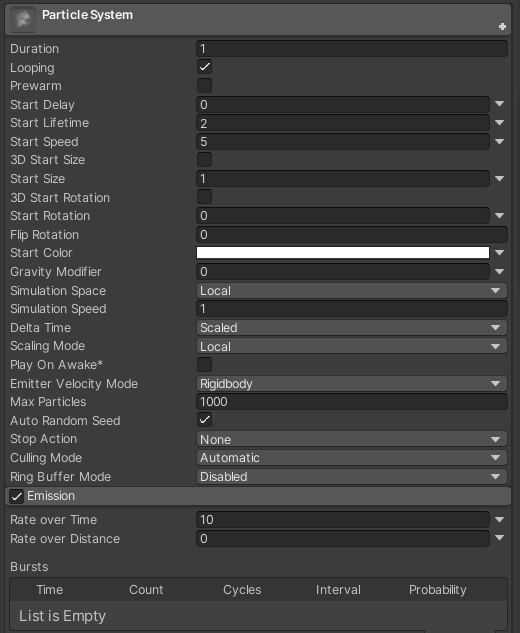 Particle System
Duration 1
Looping
Prewarm
Start Delay 0
Start Lifetime 2
Start Speed 5
3D Start Size
Start Size 1
3D Start Rotation
Start Rotation 0
Flip Rotation 0
Start Color
Gravity Modifier 0
Simulation Space Local
Simulation Speed 1
Delta Time Scaled
Scaling Mode Local
Play On Awake*
Emitter Velocity Mode Rigidbody
Max Particles 1000
Auto Random Seed
Stop Action None
Culling Mode Automatic
Ring Buffer Mode Disabled
Emission
Rate over Time 10
Rate over Distance 0
Bursts
Time Count Cycles Interval Probability
List is Empty